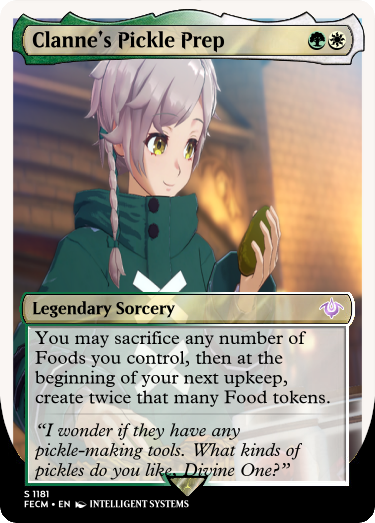 Clanne's Pickle Prep
Legendary Sorcery
You may sacrifice any number of
Foods you control, then at the
beginning of your next upkeep,
create twice that many Food tokens.
"I wonder if they have any
pickle-making tools. What kinds of
pickles do you like, Divine One?"
S 1181
FECM • EN INTELLIGENT SYSTEMS